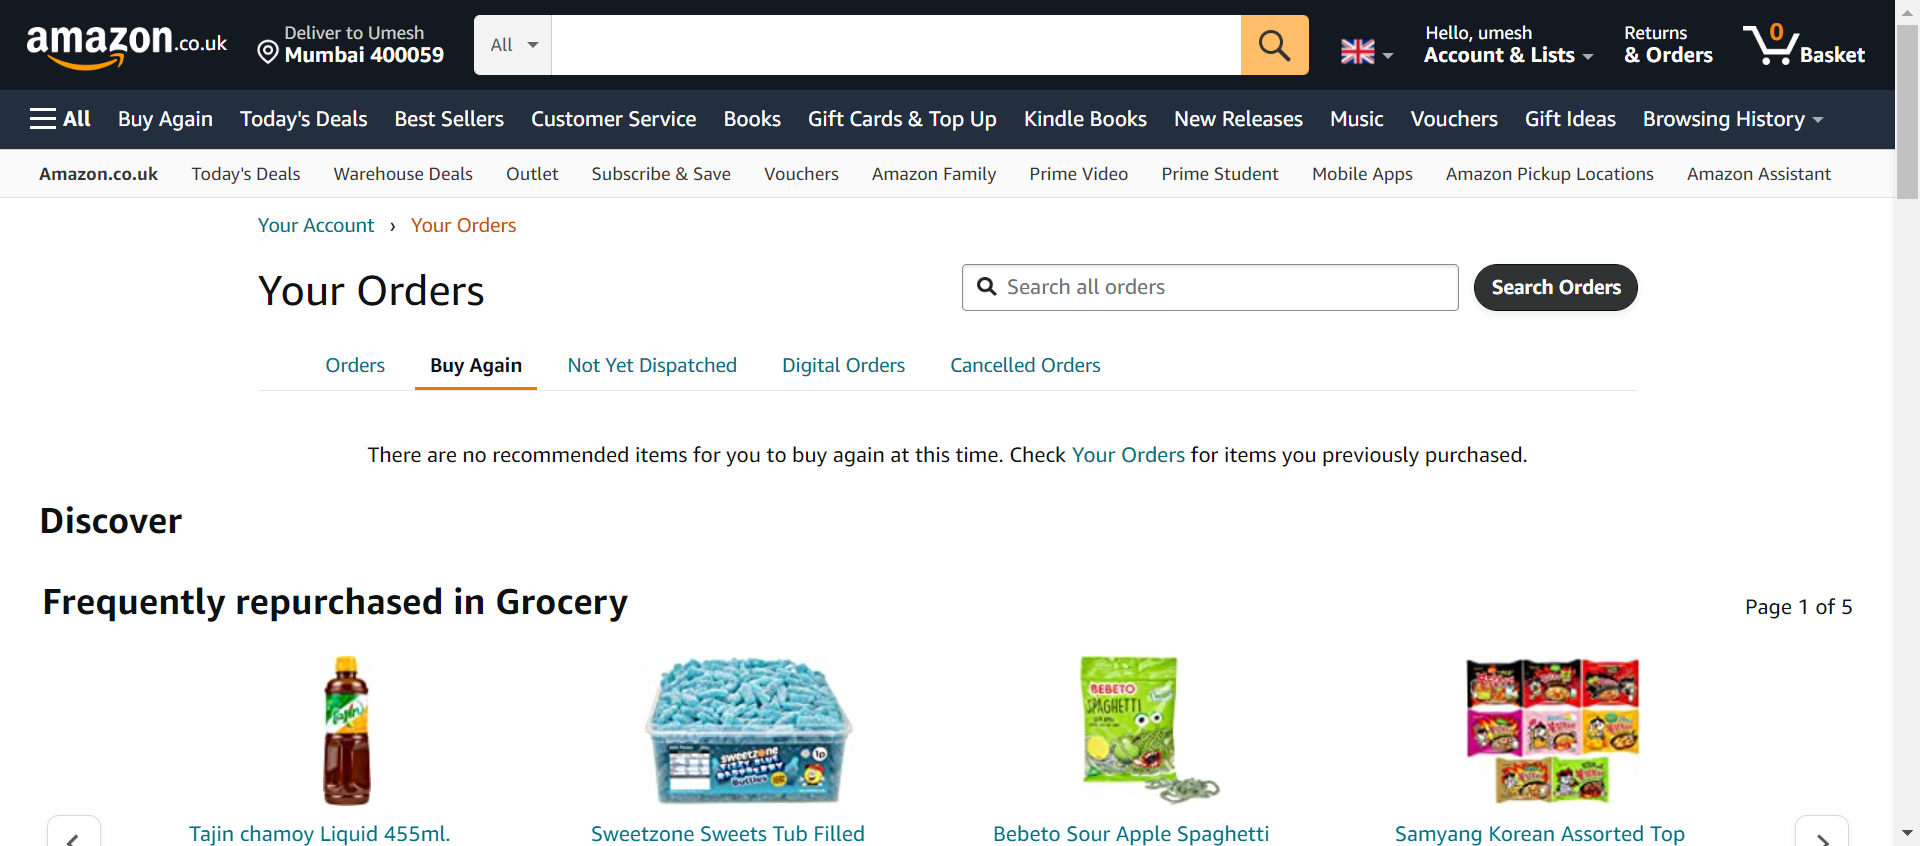 amazon.co.uk
Deliver to Umesh
Mumbai 400059
All
Hello, umesh
Account & Lists
Returns
& Orders
0
Basket
All Buy Again Today's Deals Best Sellers Customer Service Books Gift Cards & Top Up Kindle Books New Releases Music Vouchers Gift Ideas Browsing History
Amazon.co.uk Today's Deals Warehouse Deals Outlet Subscribe & Save Vouchers Amazon Family Prime Video Prime Student Mobile Apps Amazon Pickup Locations Amazon Assistant
Your Account › Your Orders
Your Orders
Search all orders
Search Orders
Orders Buy Again Not Yet Dispatched Digital Orders Cancelled Orders
There are no recommended items for you to buy again at this time. Check Your Orders for items you previously purchased.
Discover
Frequently repurchased in Grocery
Page 1 of 5
Tajin
sweetzone
1p
BEBETO
SPAGHETTI
Tajin chamoy Liquid 455ml.
Sweetzone Sweets Tub Filled
Bebeto Sour Apple Spaghetti
Samyang Korean Assorted Top